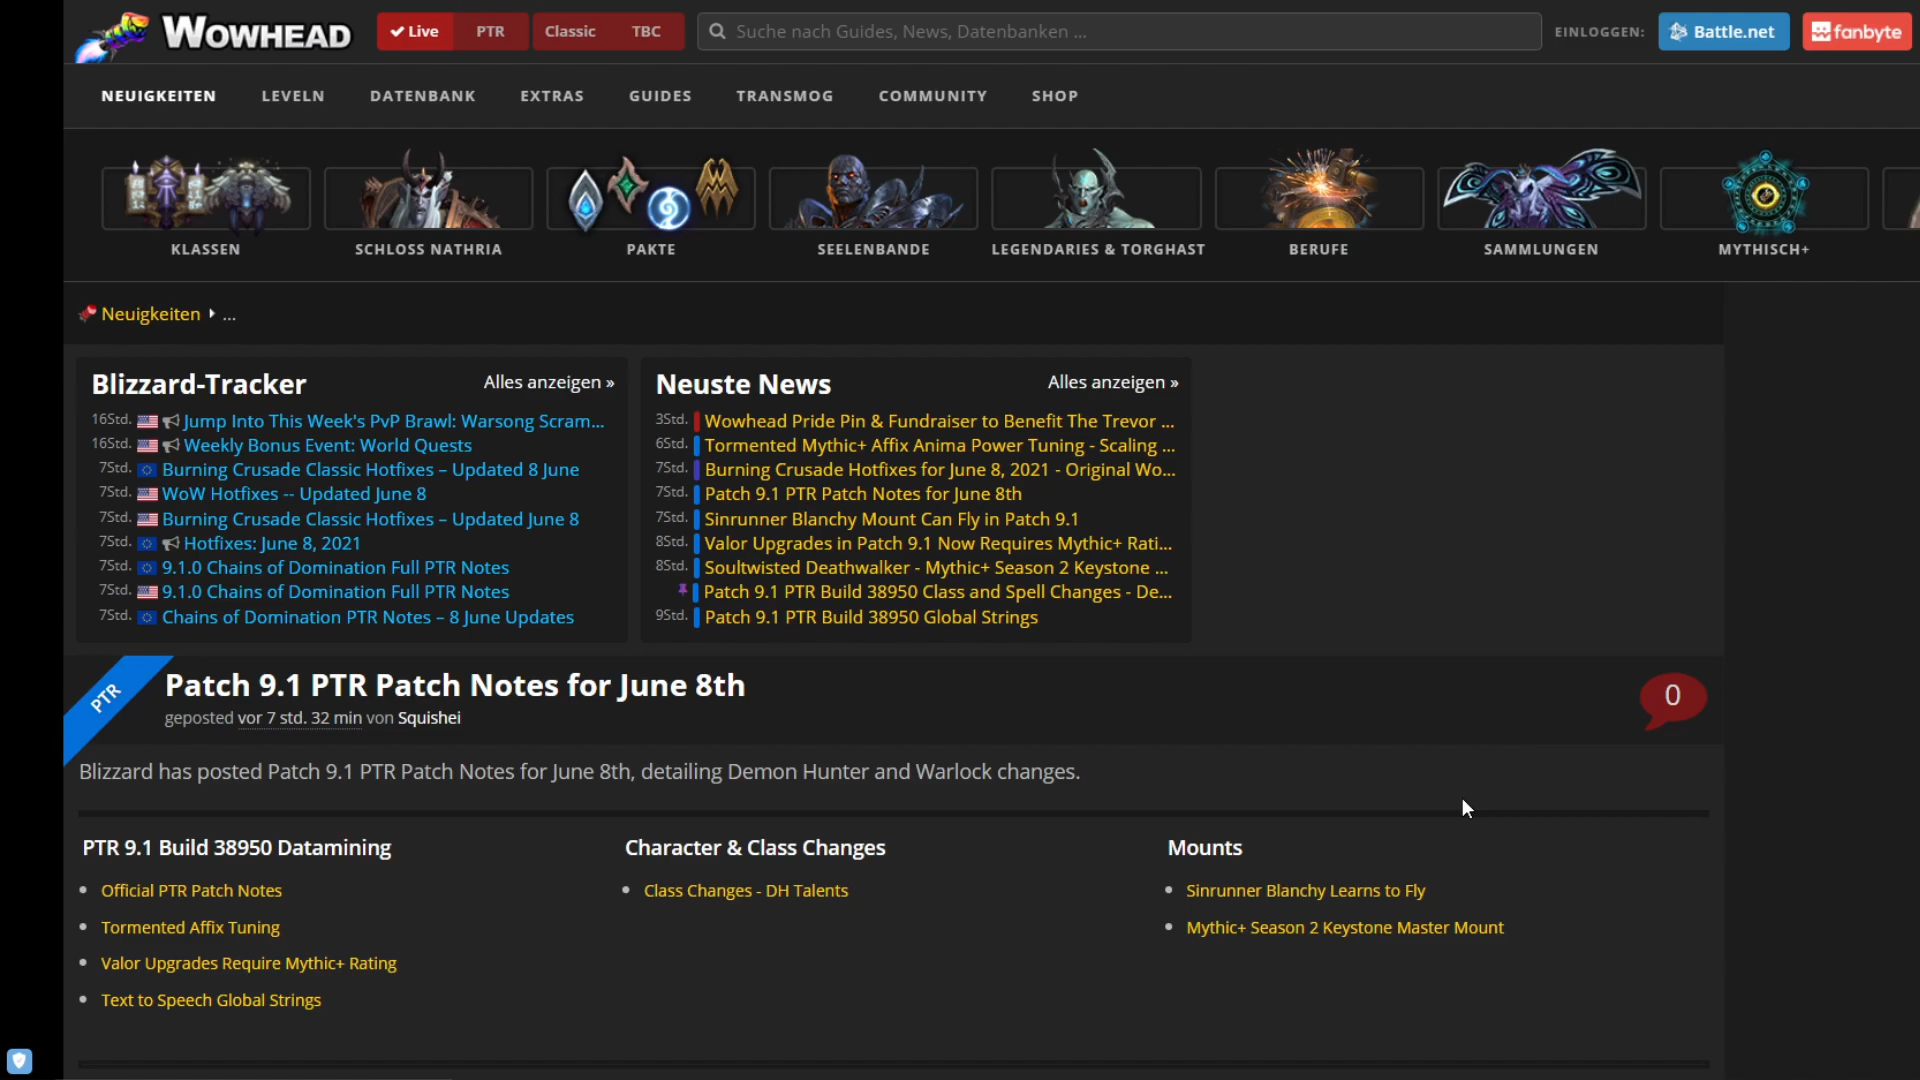 WOWHEAD
Live PTR Classic TBC
Suche nach Guides, News, Datenbanken ...
EINLOGGEN: Battle.net fanbyte
NEUIGKEITEN LEVELN DATENBANK EXTRAS GUIDES TRANSMOG COMMUNITY SHOP
KLASSEN SCHLOSS NATHRIA PAKTE SEELENBANDE LEGENDARIES & TORGHAST BERUFE SAMMLUNGEN MYTHISCH+
Neuigkeiten ...
Blizzard-Tracker Alles anzeigen »
16Std. Jump Into This Week's PvP Brawl: Warsong Scram...
16Std. Weekly Bonus Event: World Quests
7Std. Burning Crusade Classic Hotfixes – Updated 8 June
7Std. WoW Hotfixes -- Updated June 8
7Std. Burning Crusade Classic Hotfixes – Updated June 8
7Std. Hotfixes: June 8, 2021
7Std. 9.1.0 Chains of Domination Full PTR Notes
7Std. 9.1.0 Chains of Domination Full PTR Notes
7Std. Chains of Domination PTR Notes – 8 June Updates
Neuste News Alles anzeigen »
3Std. Wowhead Pride Pin & Fundraiser to Benefit The Trevor ...
6Std. Tormented Mythic+ Affix Anima Power Tuning - Scaling ...
7Std. Burning Crusade Hotfixes for June 8, 2021 - Original Wo...
7Std. Patch 9.1 PTR Patch Notes for June 8th
7Std. Sinrunner Blanchy Mount Can Fly in Patch 9.1
8Std. Valor Upgrades in Patch 9.1 Now Requires Mythic+ Rati...
8Std. Soultwisted Deathwalker - Mythic+ Season 2 Keystone ...
Patch 9.1 PTR Build 38950 Class and Spell Changes - De...
9Std. Patch 9.1 PTR Build 38950 Global Strings
PTR
Patch 9.1 PTR Patch Notes for June 8th
0
geposted vor 7 std. 32 min von Squishei
Blizzard has posted Patch 9.1 PTR Patch Notes for June 8th, detailing Demon Hunter and Warlock changes.
PTR 9.1 Build 38950 Datamining
Official PTR Patch Notes
Tormented Affix Tuning
Valor Upgrades Require Mythic+ Rating
Text to Speech Global Strings
Character & Class Changes
Class Changes - DH Talents
Mounts
Sinrunner Blanchy Learns to Fly
Mythic+ Season 2 Keystone Master Mount